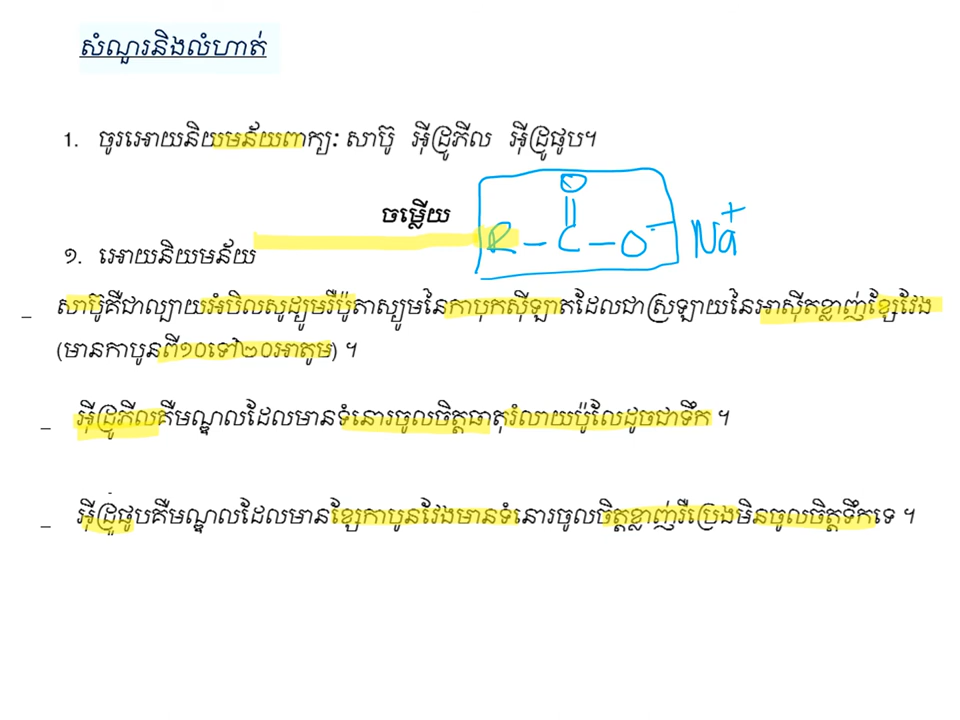 សំណួរនិងលំហាត់
1. ចូរអោយនិយមន័យពាក្យៈ សាប៊ូ អ៊ីដ្រូភីល អ៊ីដ្រូផូប។
ចម្លើយ
O
||
R – C – O⁻ Na⁺
១. អោយនិយមន័យ
_ សាប៊ូគឺជាល្បាយអំបិលសូដ្យូមរឺប៉ូតាស្យូមនៃកាបុកស៊ីឡាតដែលជាស្រឡាយនៃអាស៊ីតខ្លាញ់ខ្សែវែង
(មានកាបូនពី១០ទៅ២០អាតូម) ។
_ អ៊ីដ្រូភីលគឺមណ្ឌលដែលមានទំនោរចូលចិត្តធាតុរំលាយប៉ូលែដូចជាទឹក ។
_ អ៊ីដ្រូផូបគឺមណ្ឌលដែលមានខ្សែកាបូនវែងមានទំនោរចូលចិត្តខ្លាញ់រឺប្រេងមិនចូលចិត្តទឹកទេ ។